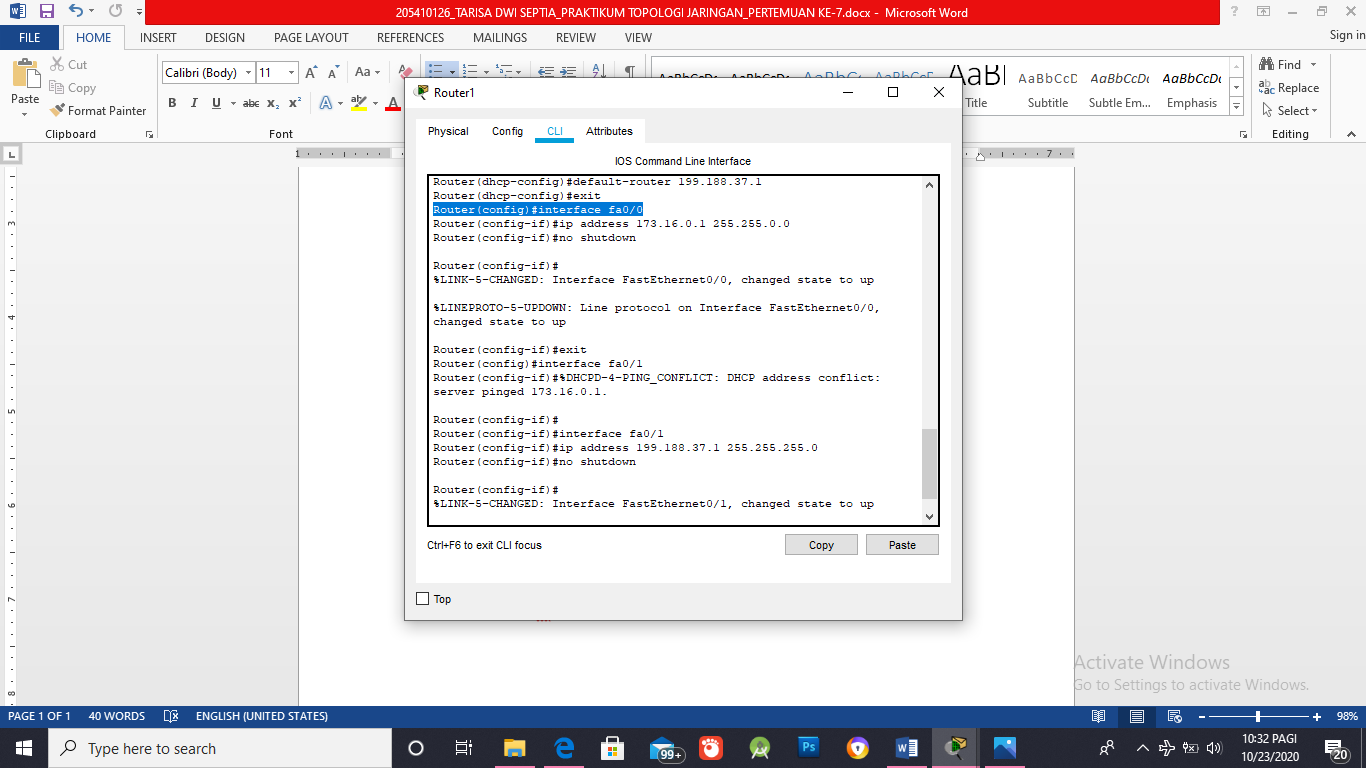 205410126_TARISA DWI SEPTIA_PRAKTIKUM TOPOLOGI JARINGAN_PERTEMUAN KE-7.docx - Microsoft Word
FILE HOME INSERT DESIGN PAGE LAYOUT REFERENCES MAILINGS REVIEW VIEW Sign in
Paste
Cut
Copy
Format Painter
Clipboard
Calibri (Body) 11
Font
Title
AaBbCcD
Subtitle
AaBbCcDc
Subtle Em...
AaBbCcDc
Emphasis
Find
Replace
Select
Editing
Router1
Physical Config CLI Attributes
IOS Command Line Interface
Router(dhcp-config)#default-router 199.188.37.1
Router(dhcp-config)#exit
Router(config)#interface fa0/0
Router(config-if)#ip address 173.16.0.1 255.255.0.0
Router(config-if)#no shutdown
Router(config-if)#
%LINK-5-CHANGED: Interface FastEthernet0/0, changed state to up
%LINEPROTO-5-UPDOWN: Line protocol on Interface FastEthernet0/0,
changed state to up
Router(config-if)#exit
Router(config)#interface fa0/1
Router(config-if)#%DHCPD-4-PING_CONFLICT: DHCP address conflict:
server pinged 173.16.0.1.
Router(config-if)#
Router(config-if)#interface fa0/1
Router(config-if)#ip address 199.188.37.1 255.255.255.0
Router(config-if)#no shutdown
Router(config-if)#
%LINK-5-CHANGED: Interface FastEthernet0/1, changed state to up
Ctrl+F6 to exit CLI focus
Copy
Paste
Top
Activate Windows
Go to Settings to activate Windows.
PAGE 1 OF 1 40 WORDS ENGLISH (UNITED STATES) 98%
Type here to search
99+
Ps
10:32 PAGI
10/23/2020
20